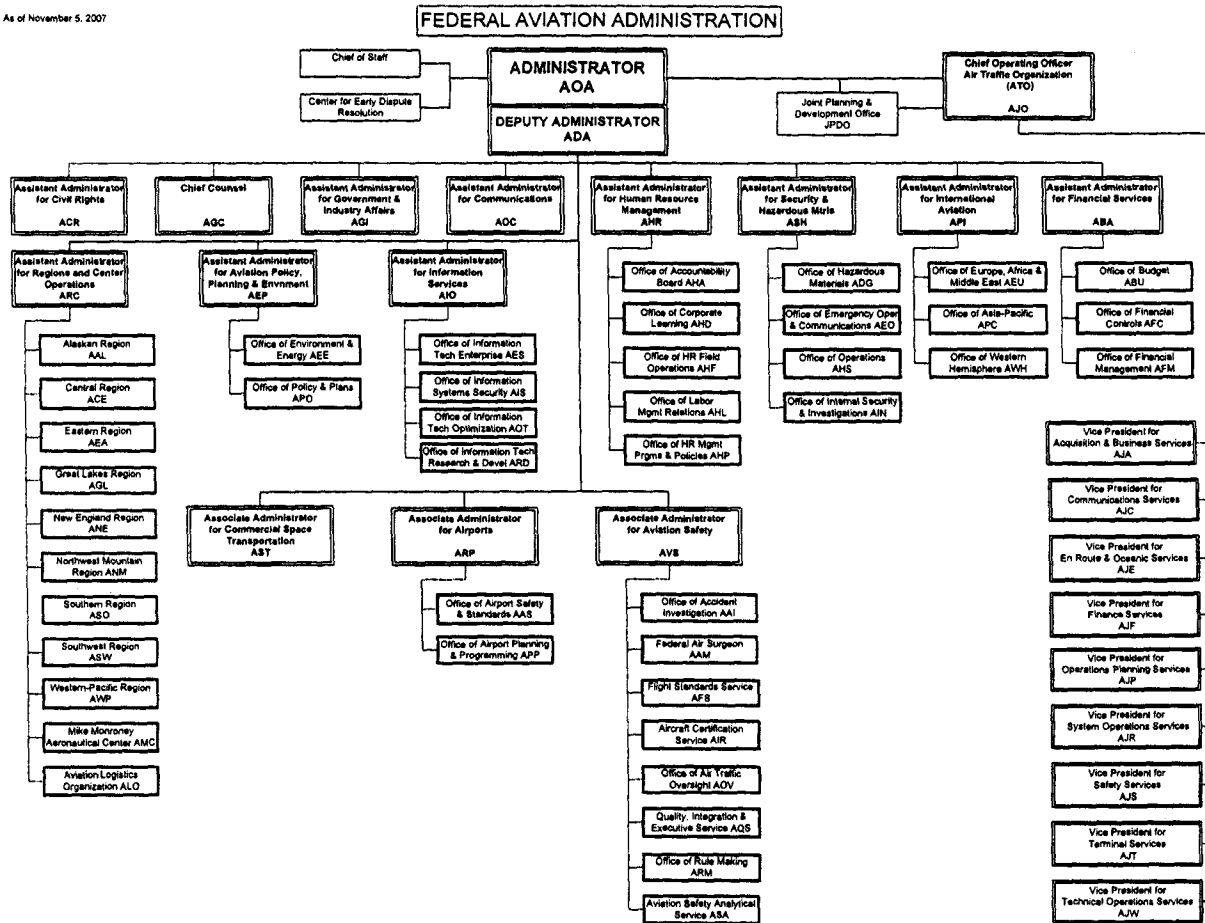 As of November 5, 2007
FEDERAL AVIATION ADMINISTRATION
Chief of Staff
Center for Early Dispute
Resolution
ADMINISTRATOR
AOA
DEPUTY ADMINISTRATOR
ADA
Joint Planning &
Development Office
JPDO
Chief Operating Officer
Air Traffic Organization
(ATO)
AJO
Assistant Administrator
for Civil Rights
ACR
Chief Counsel
AGC
Assistant Administrator
for Government &
Industry Affairs
AGI
Assistant Administrator
for Communications
AOC
Assistant Administrator
for Human Resource
Management
AHR
Assistant Administrator
for Security &
Hazardous Mtrls
ASH
Assistant Administrator
for International
Aviation
API
Assistant Administrator
for Financial Services
ABA
Assistant Administrator
for Regions and Center
Operations
ARC
Assistant Administrator
for Aviation Policy,
Planning & Envnment
AEP
Assistant Administrator
for Information
Services
AIO
Alaskan Region
AAL
Central Region
ACE
Eastern Region
AEA
Great Lakes Region
AGL
New England Region
ANE
Northwest Mountain
Region ANM
Southern Region
ASO
Southwest Region
ASW
Western-Pacific Region
AWP
Mike Monroney
Aeronautical Center AMC
Aviation Logistics
Organization ALO
Office of Environment &
Energy AEE
Office of Policy & Plans
APO
Office of Information
Tech Enterprise AES
Office of Information
Systems Security AIS
Office of Information
Tech Optimization AOT
Office of Information Tech
Research & Devel ARD
Office of Accountability
Board AHA
Office of Corporate
Learning AHD
Office of HR Field
Operations AHF
Office of Labor
Mgmt Relations AHL
Office of HR Mgmt
Prgms & Policies AHP
Office of Hazardous
Materials ADG
Office of Emergency Oper
& Communications AEO
Office of Operations
AHS
Office of Internal Security
& Investigations AIN
Office of Europe, Africa &
Middle East AEU
Office of Asia-Pacific
APC
Office of Western
Hemisphere AWH
Office of Budget
ABU
Office of Financial
Controls AFC
Office of Financial
Management AFM
Associate Administrator
for Commercial Space
Transportation
AST
Associate Administrator
for Airports
ARP
Associate Administrator
for Aviation Safety
AVS
Office of Airport Safety
& Standards AAS
Office of Airport Planning
& Programming APP
Office of Accident
Investigation AAI
Federal Air Surgeon
AAM
Flight Standards Service
AFS
Aircraft Certification
Service AIR
Office of Air Traffic
Oversight AOV
Quality, Integration &
Executive Service AQS
Office of Rule Making
ARM
Aviation Safety Analytical
Service ASA
Vice President for
Acquisition & Business Services
AJA
Vice President for
Communications Services
AJC
Vice President for
En Route & Oceanic Services
AJE
Vice President for
Finance Services
AJF
Vice President for
Operations Planning Services
AJP
Vice President for
System Operations Services
AJR
Vice President for
Safety Services
AJS
Vice President for
Terminal Services
AJT
Vice President for
Technical Operations Services
AJW